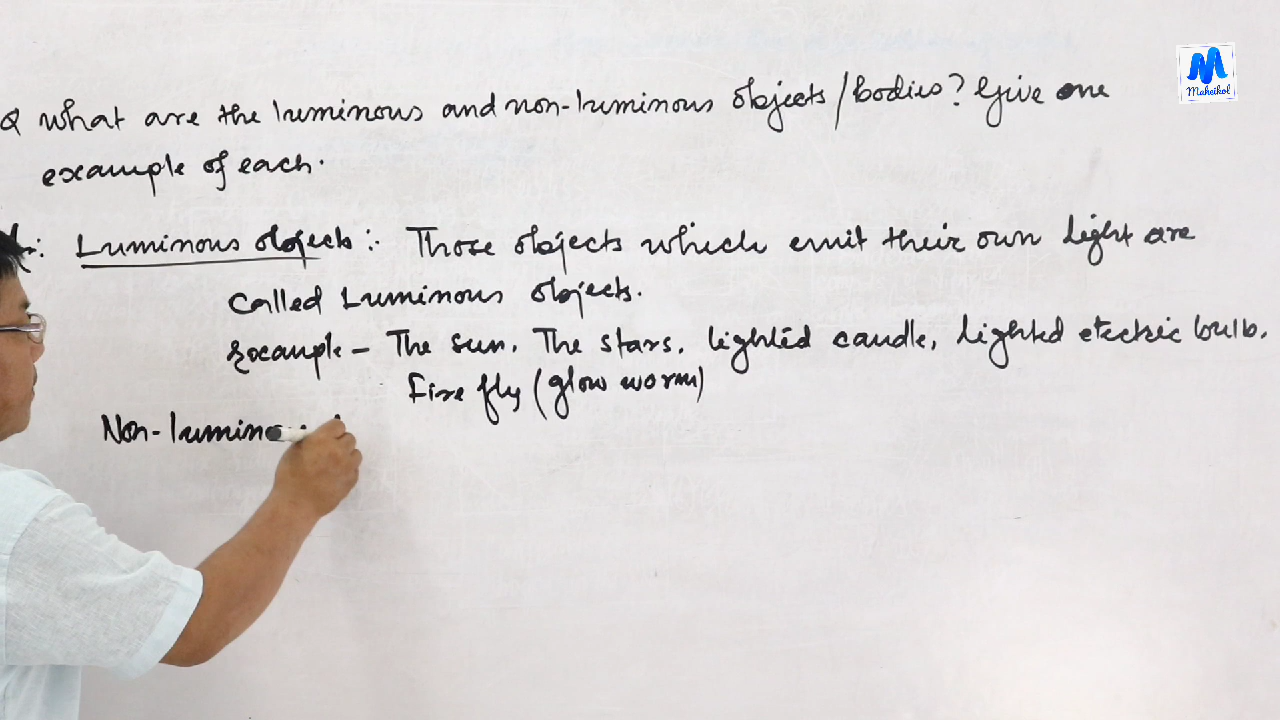 Q What are the luminous and non-luminous objects/bodies? Give one
example of each.
Luminous objects:- Those objects which emit their own light are
called Luminous objects.
Example - The sun. The stars. lighted candle, lighted electric bulb.
Fire fly (glow worm)
Non-lumino
M
Maheikol